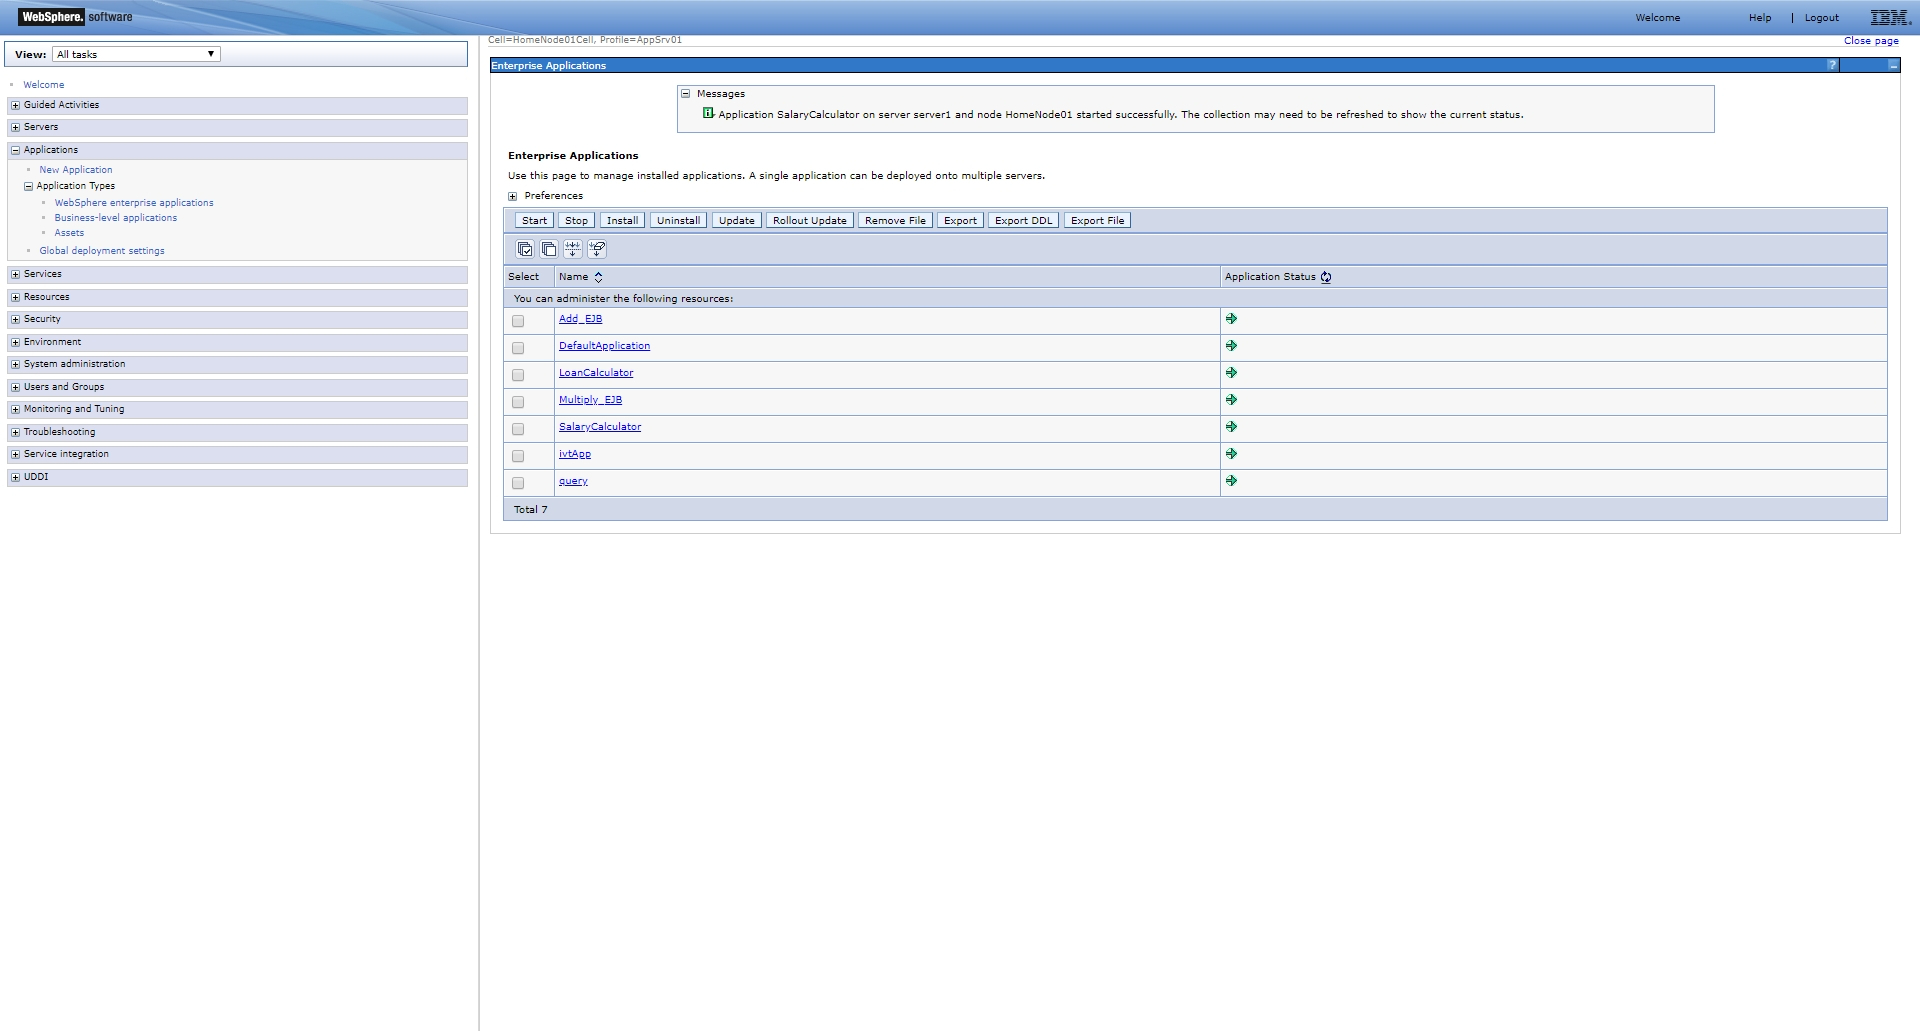 WebSphere. software
Welcome Help | Logout IBM.
View: All tasks
Cell=HomeNode01Cell, Profile=AppSrv01
Close page
Welcome
Guided Activities
Servers
Applications
New Application
Application Types
WebSphere enterprise applications
Business-level applications
Assets
Global deployment settings
Services
Resources
Security
Environment
System administration
Users and Groups
Monitoring and Tuning
Troubleshooting
Service integration
UDDI
Enterprise Applications ? _
Messages
Application SalaryCalculator on server server1 and node HomeNode01 started successfully. The collection may need to be refreshed to show the current status.
Enterprise Applications
Use this page to manage installed applications. A single application can be deployed onto multiple servers.
Preferences
Start Stop Install Uninstall Update Rollout Update Remove File Export Export DDL Export File
Select Name Application Status
You can administer the following resources:
Add_EJB
DefaultApplication
LoanCalculator
Multiply_EJB
SalaryCalculator
ivtApp
query
Total 7